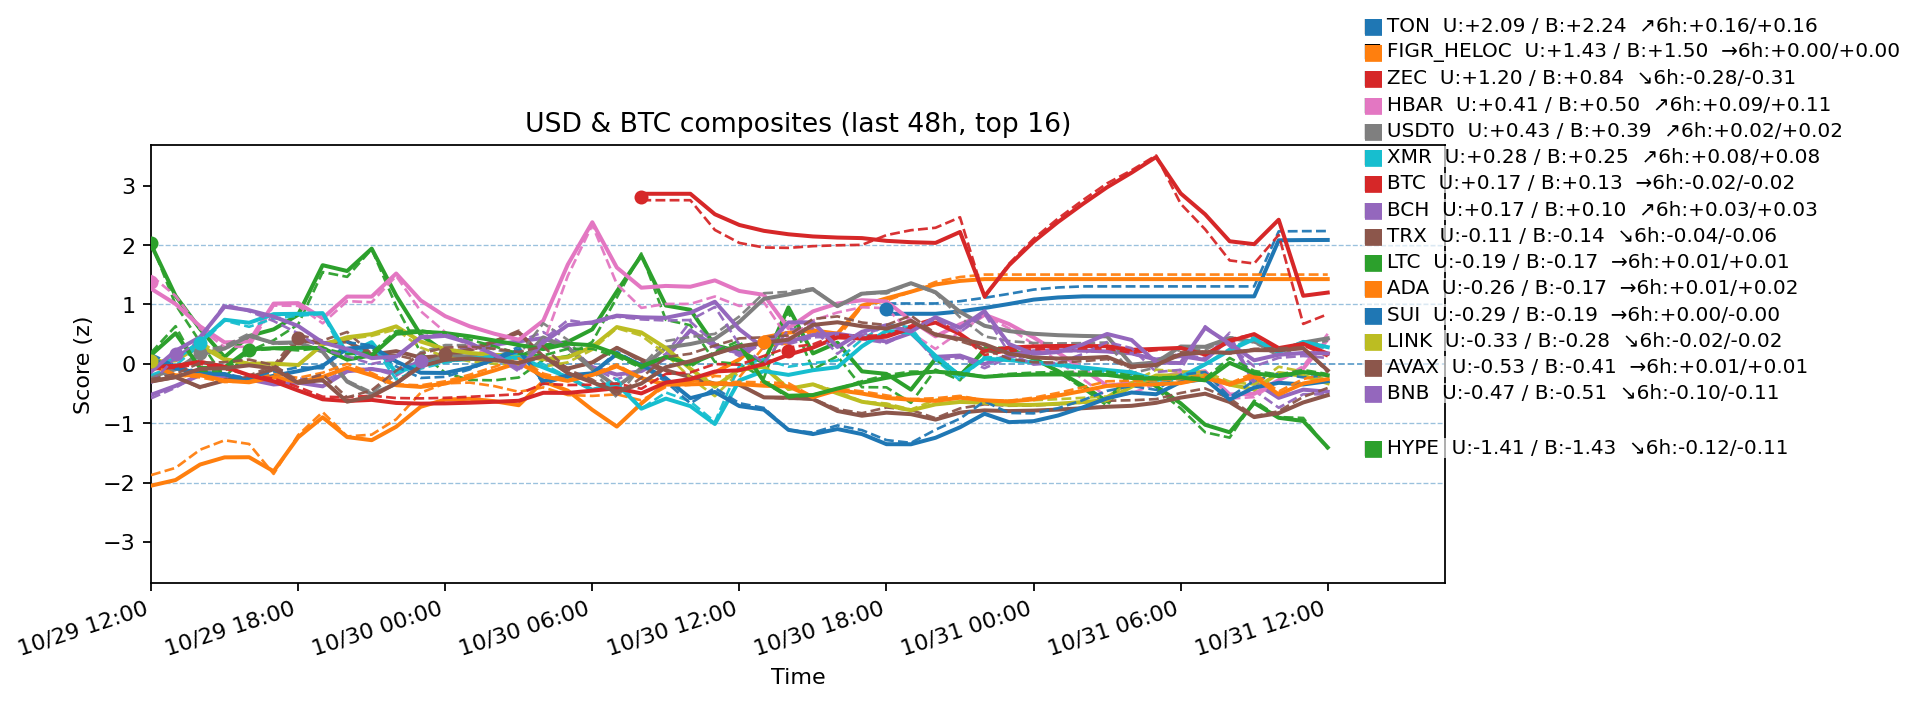 TON  U:+2.09 / B:+2.24  ↗6h:+0.16/+0.16
FIGR_HELOC  U:+1.43 / B:+1.50  →6h:+0.00/+0.00
ZEC  U:+1.20 / B:+0.84  ↘6h:-0.28/-0.31
HBAR  U:+0.41 / B:+0.50  ↗6h:+0.09/+0.11
USDT0  U:+0.43 / B:+0.39  ↗6h:+0.02/+0.02
XMR  U:+0.28 / B:+0.25  ↗6h:+0.08/+0.08
BTC  U:+0.17 / B:+0.13  →6h:-0.02/-0.02
BCH  U:+0.17 / B:+0.10  ↗6h:+0.03/+0.03
TRX  U:-0.11 / B:-0.14  ↘6h:-0.04/-0.06
LTC  U:-0.19 / B:-0.17  →6h:+0.01/+0.01
ADA  U:-0.26 / B:-0.17  →6h:+0.01/+0.02
SUI  U:-0.29 / B:-0.19  →6h:+0.00/-0.00
LINK  U:-0.33 / B:-0.28  ↘6h:-0.02/-0.02
AVAX  U:-0.53 / B:-0.41  →6h:+0.01/+0.01
BNB  U:-0.47 / B:-0.51  ↘6h:-0.10/-0.11
HYPE  U:-1.41 / B:-1.43  ↘6h:-0.12/-0.11
USD & BTC composites (last 48h, top 16)
Score (z)
3
2
1
0
−1
−2
−3
10/29 12:00
10/29 18:00
10/30 00:00
10/30 06:00
10/30 12:00
10/30 18:00
10/31 00:00
10/31 06:00
10/31 12:00
Time